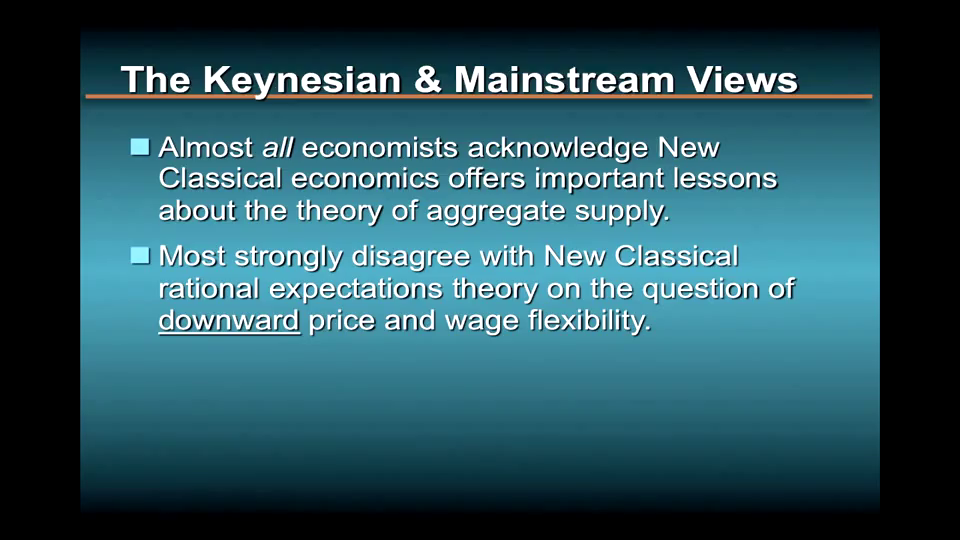 The Keynesian & Mainstream Views
Almost all economists acknowledge New
Classical economics offers important lessons
about the theory of aggregate supply.
Most strongly disagree with New Classical
rational expectations theory on the question of
downward price and wage flexibility.